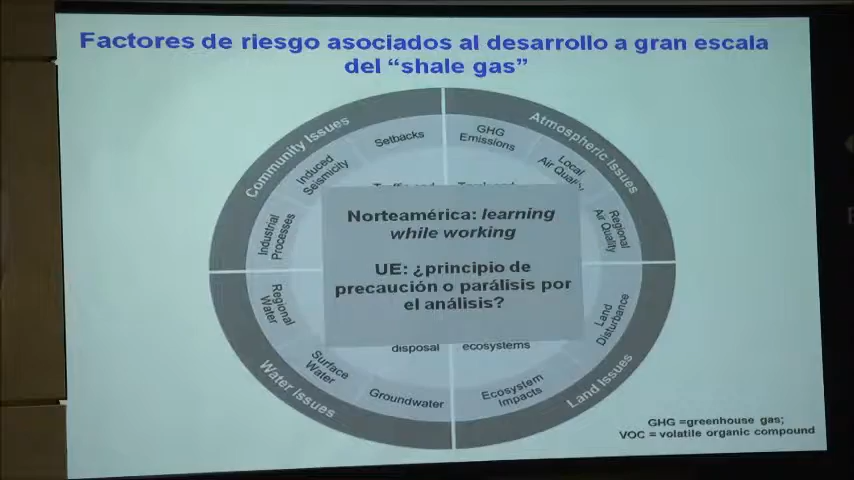 Factores de riesgo asociados al desarrollo a gran escala
del “shale gas”
Community Issues
Atmospheric Issues
Setbacks
GHG
Emissions
Induced
Seismicity
Local
Air Quality
Industrial
Processes
Regional
Air Quality
Traffic and
Norteamérica: learning
while working
UE: ¿principio de
precaución o parálisis por
el análisis?
Regional
Water
Land
Disturbance
disposal
ecosystems
Surface
Water
Groundwater
Ecosystem
Impacts
Water Issues
Land Issues
GHG =greenhouse gas;
VOC = volatile organic compound